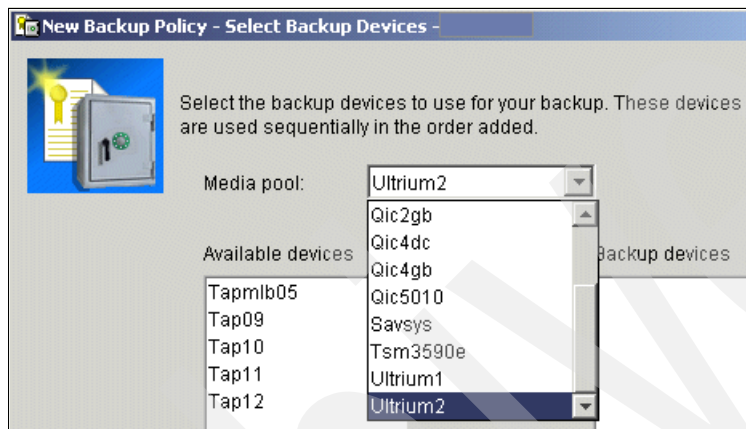 New Backup Policy - Select Backup Devices -
Select the backup devices to use for your backup. These devices
are used sequentially in the order added.
Media pool:
Ultrium2
Qic2gb
Qic4dc
Qic4gb
Qic5010
Savsys
Tsm3590e
Ultrium1
Ultrium2
Available devices
Backup devices
Tapmlb05
Tap09
Tap10
Tap11
Tap12